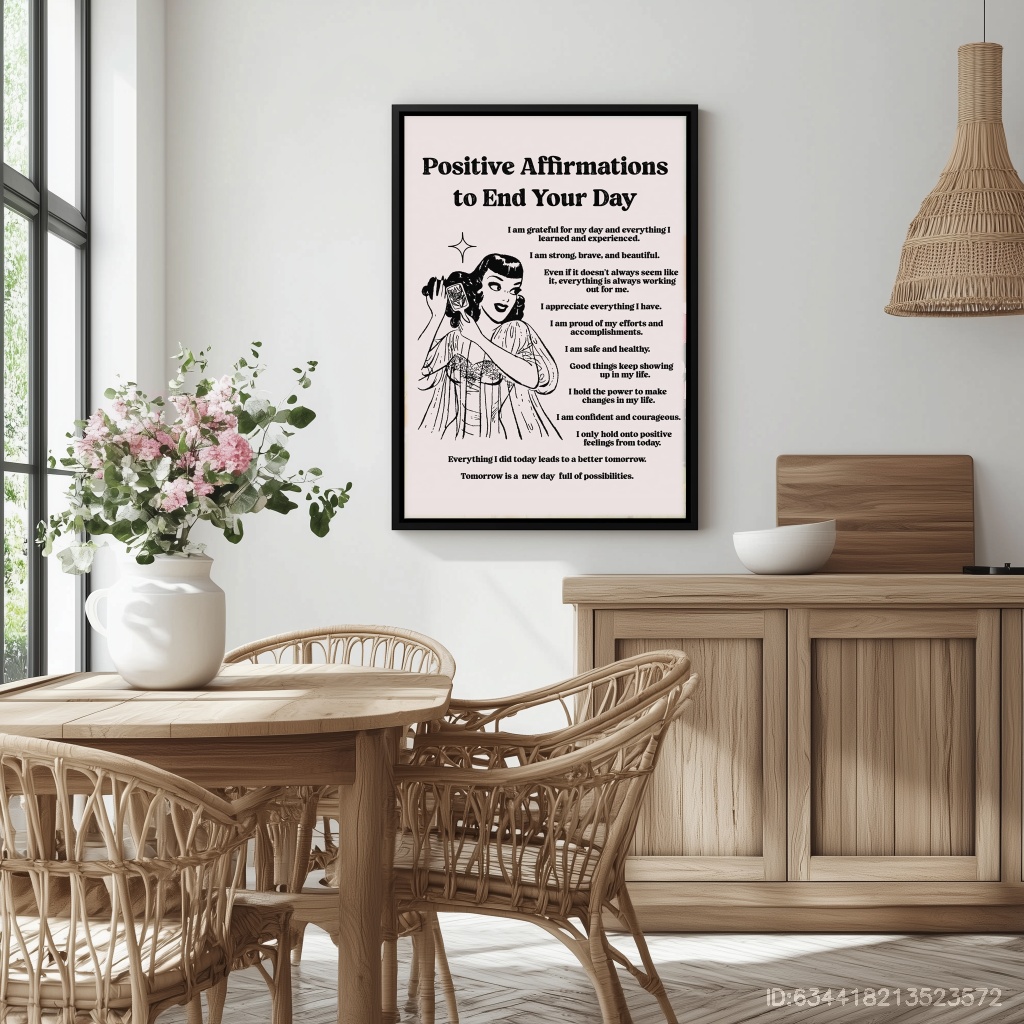 Positive Affirmations
to End Your Day
I am grateful for my day and everything I
learned and experienced.
I am strong, brave, and beautiful.
Even if it doesn't always seem like
it, everything is always working
out for me.
I appreciate everything I have.
I am proud of my efforts and
accomplishments.
I am safe and healthy.
Good things keep showing
up in my life.
I hold the power to make
changes in my life.
I am confident and courageous.
I only hold onto positive
feelings from today.
Everything I did today leads to a better tomorrow.
Tomorrow is a new day full of possibilities.
ID:634418213523572